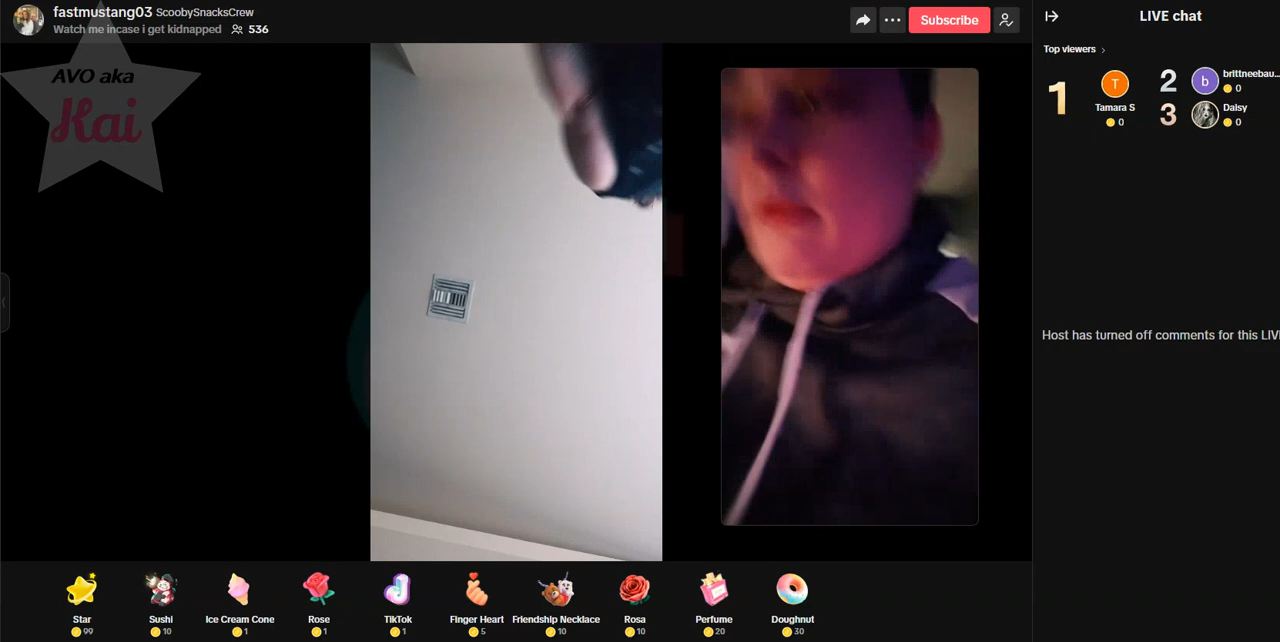 fastmustang03 ScoobySnacksCrew
Watch me incase i get kidnapped 536
Subscribe
AVO aka
Kai
LIVE chat
Top viewers
1
T
Tamara S
0
2
b
brittneebau...
0
3
Daisy
0
Host has turned off comments for this LIV
Star
99
Sushi
10
Ice Cream Cone
1
Rose
1
TikTok
1
Finger Heart
5
Friendship Necklace
10
Rosa
10
Perfume
20
Doughnut
30